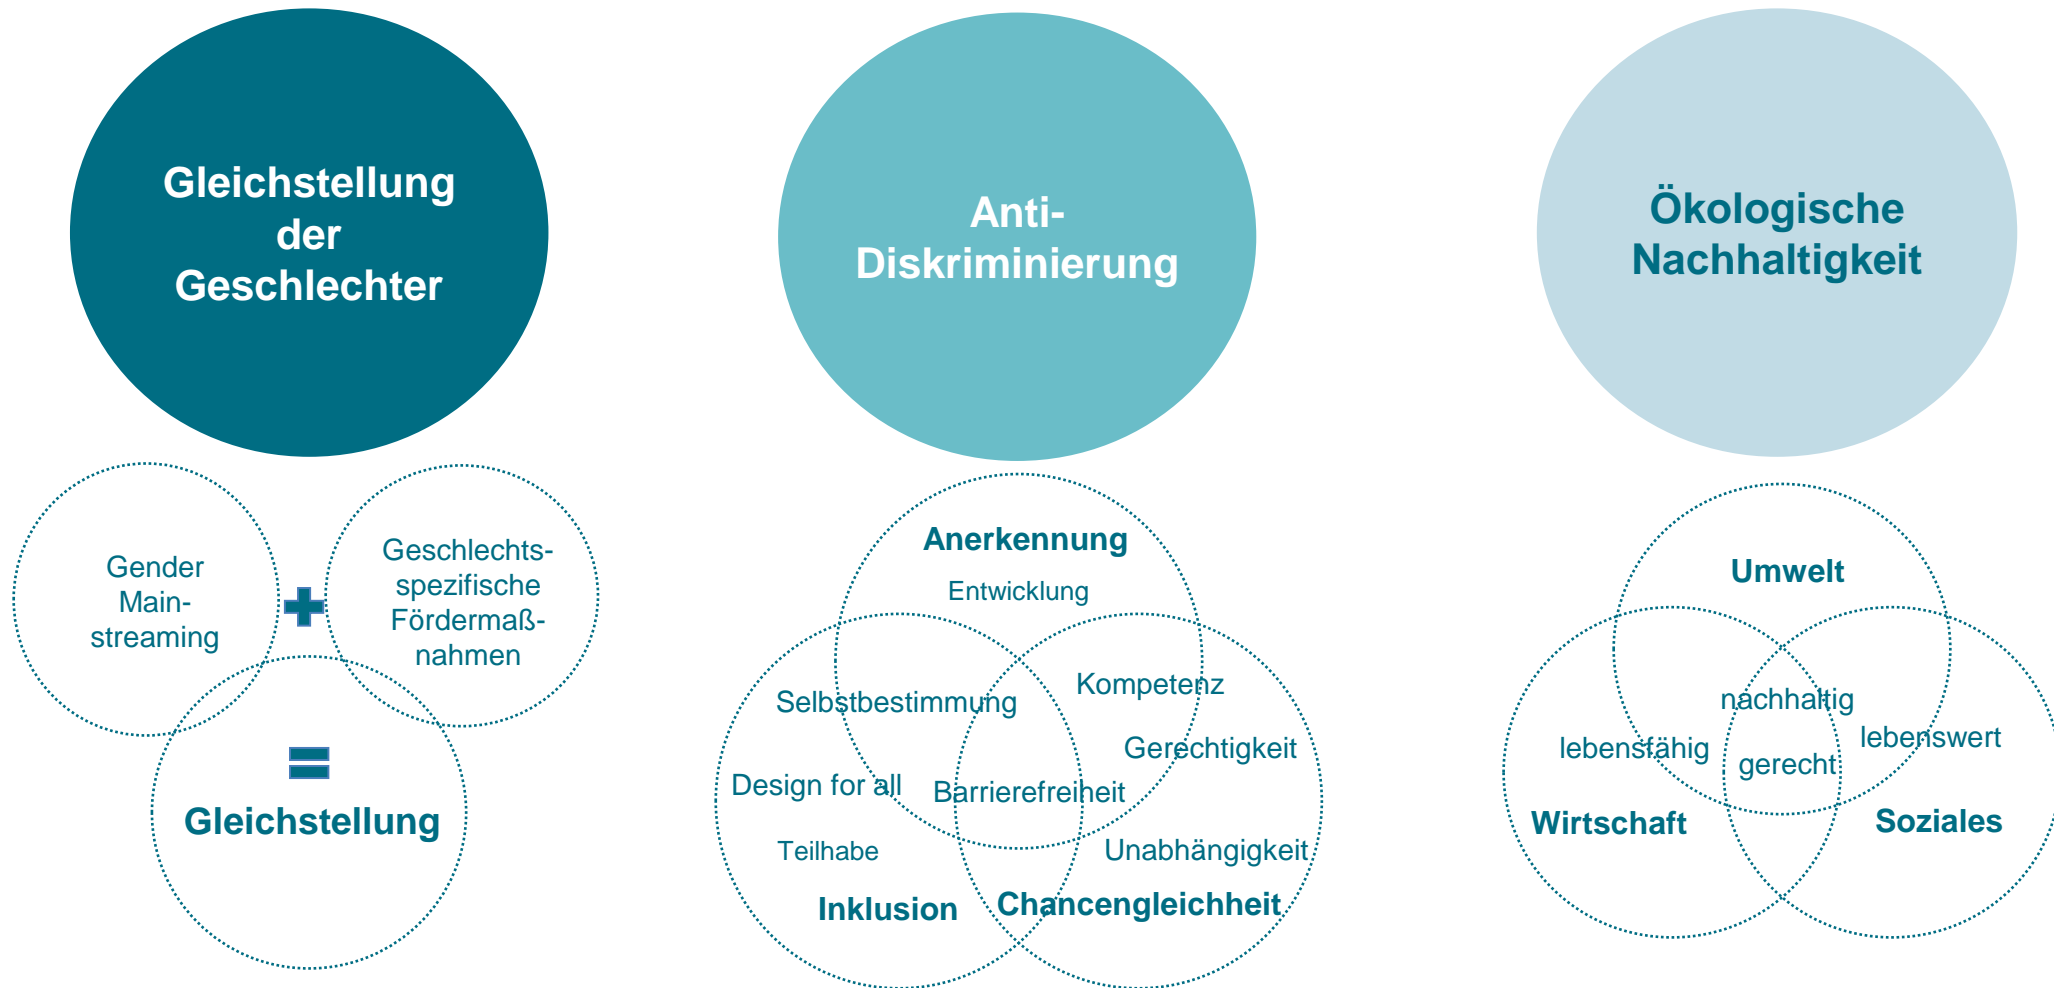 Gleichstellung
der
Geschlechter
Gender
Main-
streaming
Geschlechts-
spezifische
Fördermaß-
nahmen
Gleichstellung
Anti-
Diskriminierung
Anerkennung
Entwicklung
Selbstbestimmung
Kompetenz
Gerechtigkeit
Design for all
Barrierefreiheit
Teilhabe
Unabhängigkeit
Inklusion
Chancengleichheit
Ökologische
Nachhaltigkeit
Umwelt
nachhaltig
lebensfähig
gerecht
lebenswert
Wirtschaft
Soziales